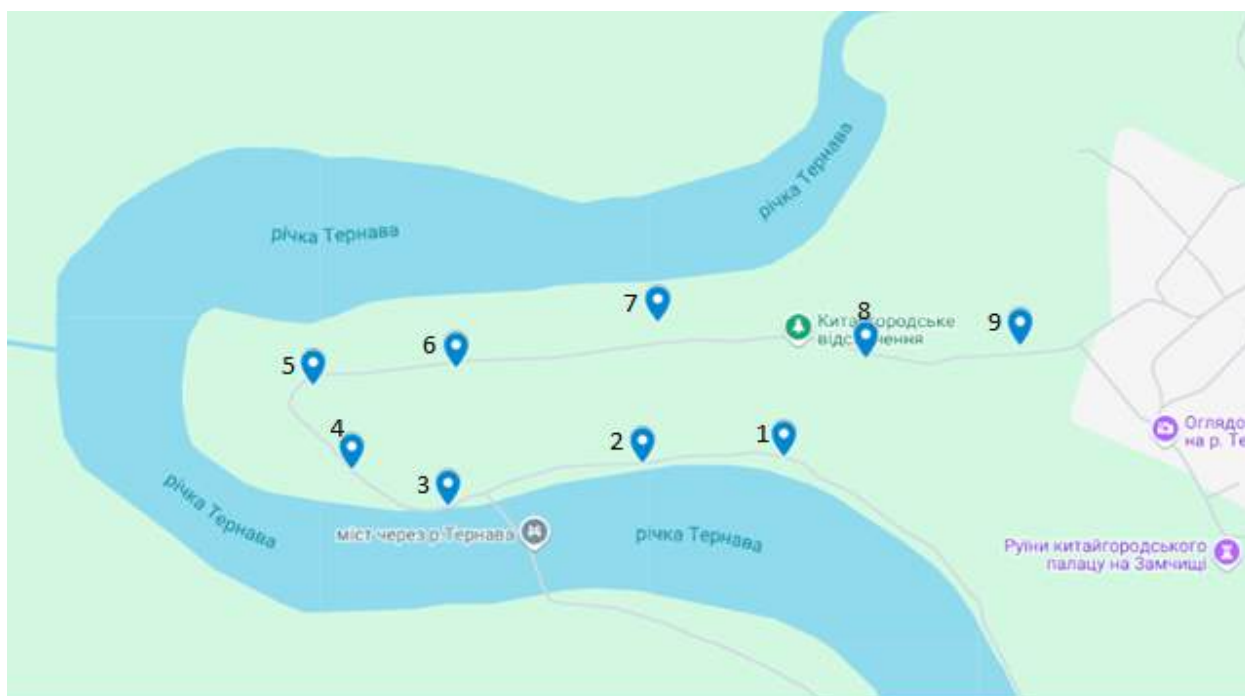 річка Тернава
річка Тернава
7
8
Китайгородське
відслонення
9
6
5
4
1
2
Оглядо
на р. Те
3
річка Тернава
міст через р.Тернава
річка Тернава
Руїни китайгородського
палацу на Замчищі